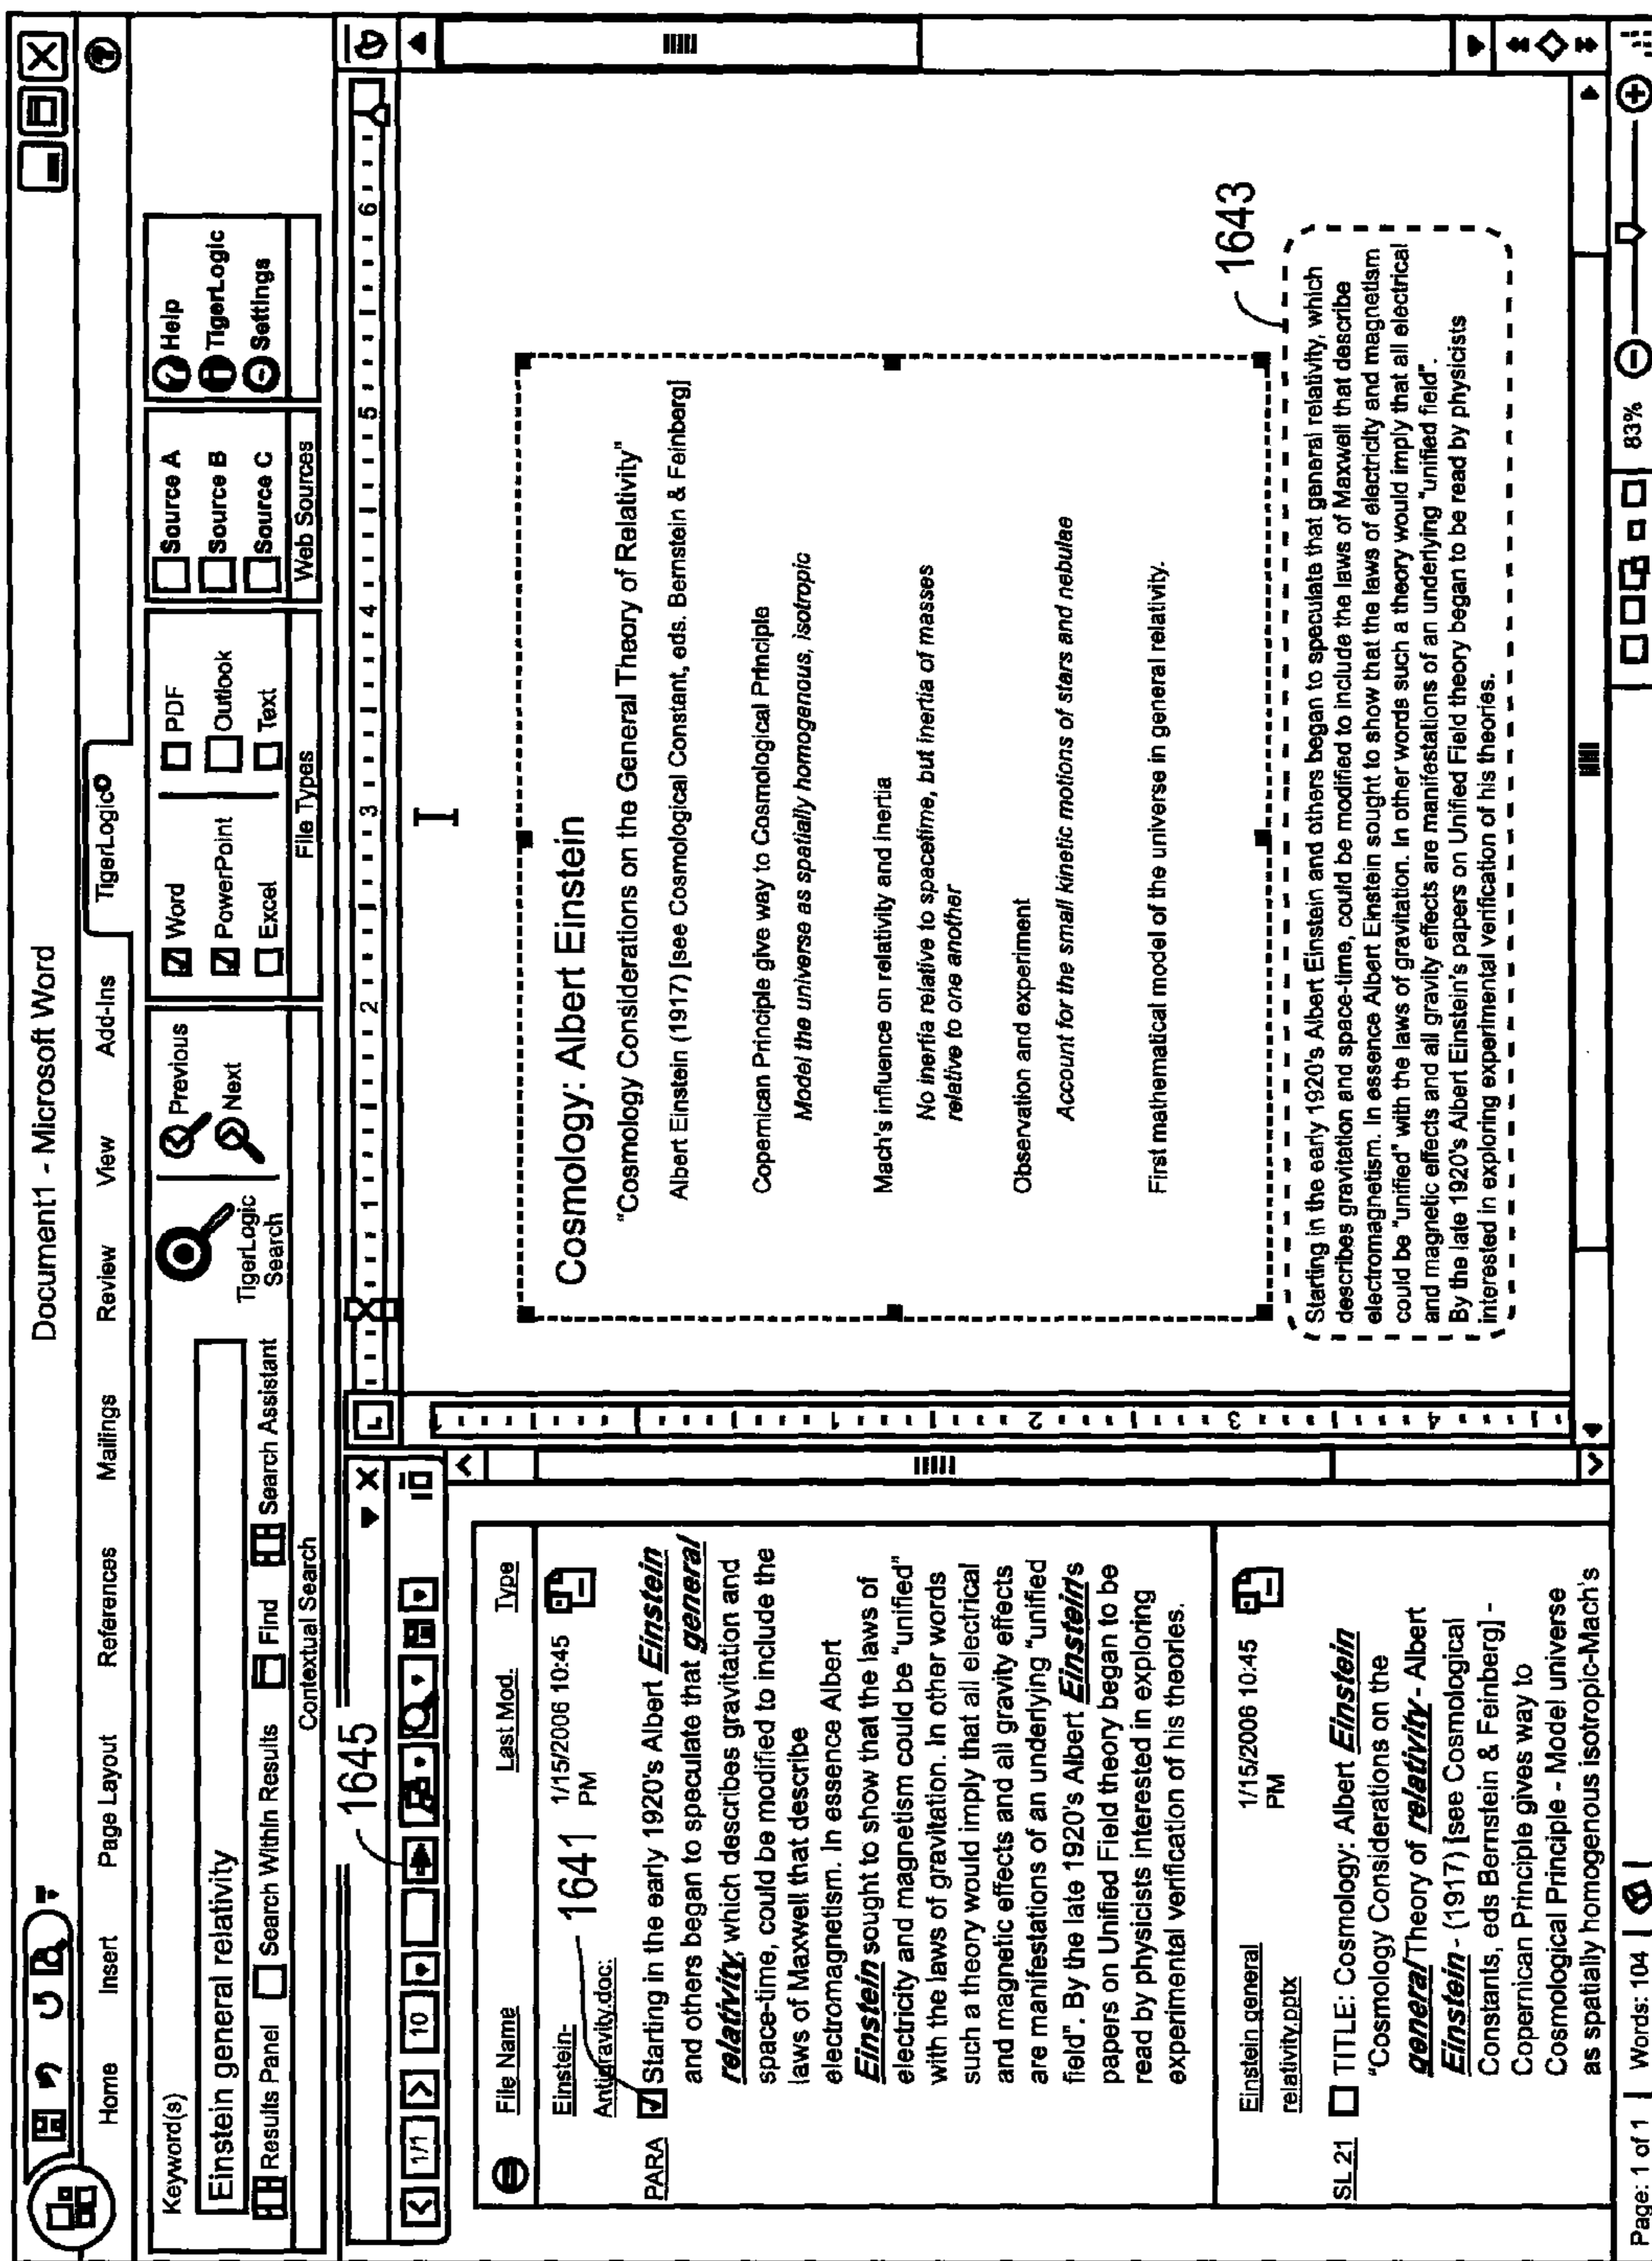 Document1 - Microsoft Word
Home Insert Page Layout References Mailings Review View Add-Ins TigerLogic
Keyword(s)
Einstein general relativity
Results Panel Search Within Results Find Search Assistant
Contextual Search
TigerLogic
Search
Previous
Next
Word
PowerPoint
Excel
PDF
Outlook
Text
File Types
Source A
Source B
Source C
Web Sources
Help
TigerLogic
Settings
1645
1/1 10
File Name Last Mod. Type
Einstein-
Antigravity.doc:
1641
1/15/2006 10:45
PM
PARA Starting in the early 1920's Albert Einstein
and others began to speculate that general
relativity, which describes gravitation and
space-time, could be modified to include the
laws of Maxwell that describe
electromagnetism. In essence Albert
Einstein sought to show that the laws of
electricity and magnetism could be "unified"
with the laws of gravitation. In other words
such a theory would imply that all electrical
and magnetic effects and all gravity effects
are manifestations of an underlying "unified
field". By the late 1920's Albert Einstein's
papers on Unified Field theory began to be
read by physicists interested in exploring
experimental verification of his theories.
Einstein general
relativity.pptx
1/15/2006 10:45
PM
SL 21 TITLE: Cosmology: Albert Einstein
"Cosmology Considerations on the
general Theory of relativity - Albert
Einstein - (1917) [see Cosmological
Constants, eds Bernstein & Feinberg] -
Copernican Principle gives way to
Cosmological Principle - Model universe
as spatially homogenous isotropic-Mach's
L 1 2 3 4 5 6
1
2
3
4
Cosmology: Albert Einstein
"Cosmology Considerations on the General Theory of Relativity"
Albert Einstein (1917) [see Cosmological Constant, eds. Bernstein & Feinberg]
Copernican Principle give way to Cosmological Principle
Model the universe as spatially homogenous, isotropic
Mach's influence on relativity and inertia
No inertia relative to spacetime, but inertia of masses
relative to one another
Observation and experiment
Account for the small kinetic motions of stars and nebulae
First mathematical model of the universe in general relativity.
1643
Starting in the early 1920's Albert Einstein and others began to speculate that general relativity, which
describes gravitation and space-time, could be modified to include the laws of Maxwell that describe
electromagnetism. In essence Albert Einstein sought to show that the laws of electricity and magnetism
could be "unified" with the laws of gravitation. In other words such a theory would imply that all electrical
and magnetic effects and all gravity effects are manifestations of an underlying "unified field".
By the late 1920's Albert Einstein's papers on Unified Field theory began to be read by physicists
interested in exploring experimental verification of his theories.
Page: 1 of 1 Words: 104 83%